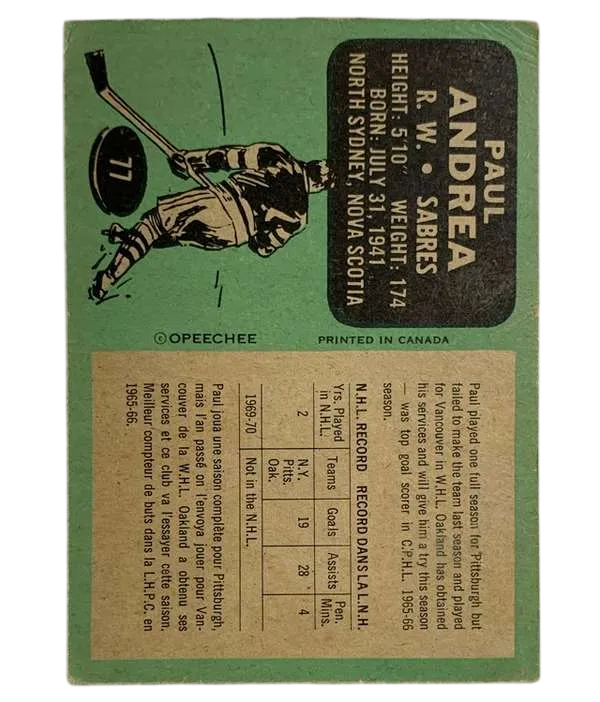 PAUL
ANDREA
R. W. • SABRES
HEIGHT: 5'10" WEIGHT: 174
BORN: JULY 31, 1941
NORTH SYDNEY, NOVA SCOTIA
77
©OPEECHEE
PRINTED IN CANADA
Paul played one full season for Pittsburgh but
failed to make the team last season and played
for Vancouver in W.H.L. Oakland has obtained
his services and will give him a try this season
— was top goal scorer in C.P.H.L. 1965-66
season.
N.H.L. RECORD RECORD DANS LA L.N.H.
Yrs. Played
in N.H.L. Teams Goals Assists Pen.
Mins.
2 N.Y.
Pitts.
Oak. 19 28 4
1969-70 Not in the N.H.L.
Paul joua une saison complète pour Pittsburgh,
mais l'an passé on l'envoya jouer pour Van-
couver de la W.H.L. Oakland a obtenu ses
services et ce club va l'essayer cette saison.
Meilleur compteur de buts dans la L.H.P.C. en
1965-66.